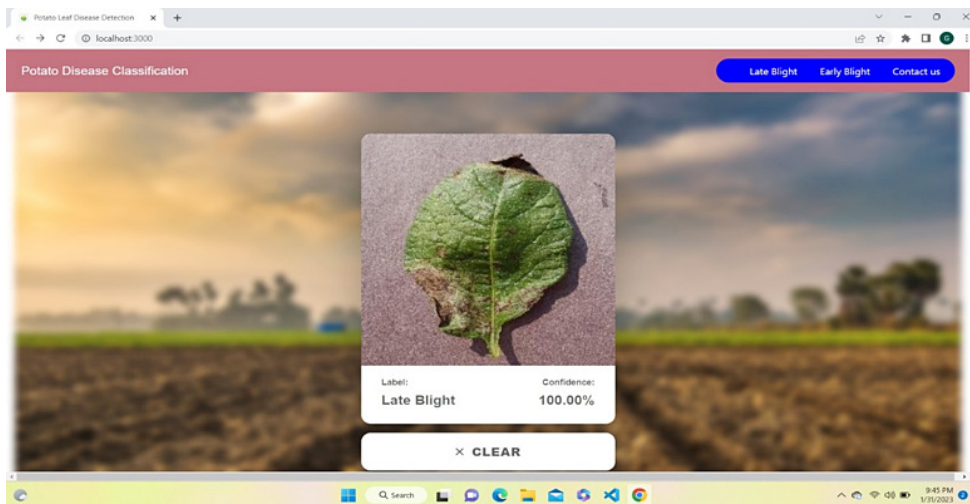 Potato Leaf Disease Detection
localhost:3000
G
Potato Disease Classification
Late Blight Early Blight Contact us
Label: Confidence:
Late Blight 100.00%
× CLEAR
Search
9:45 PM
1/31/2023